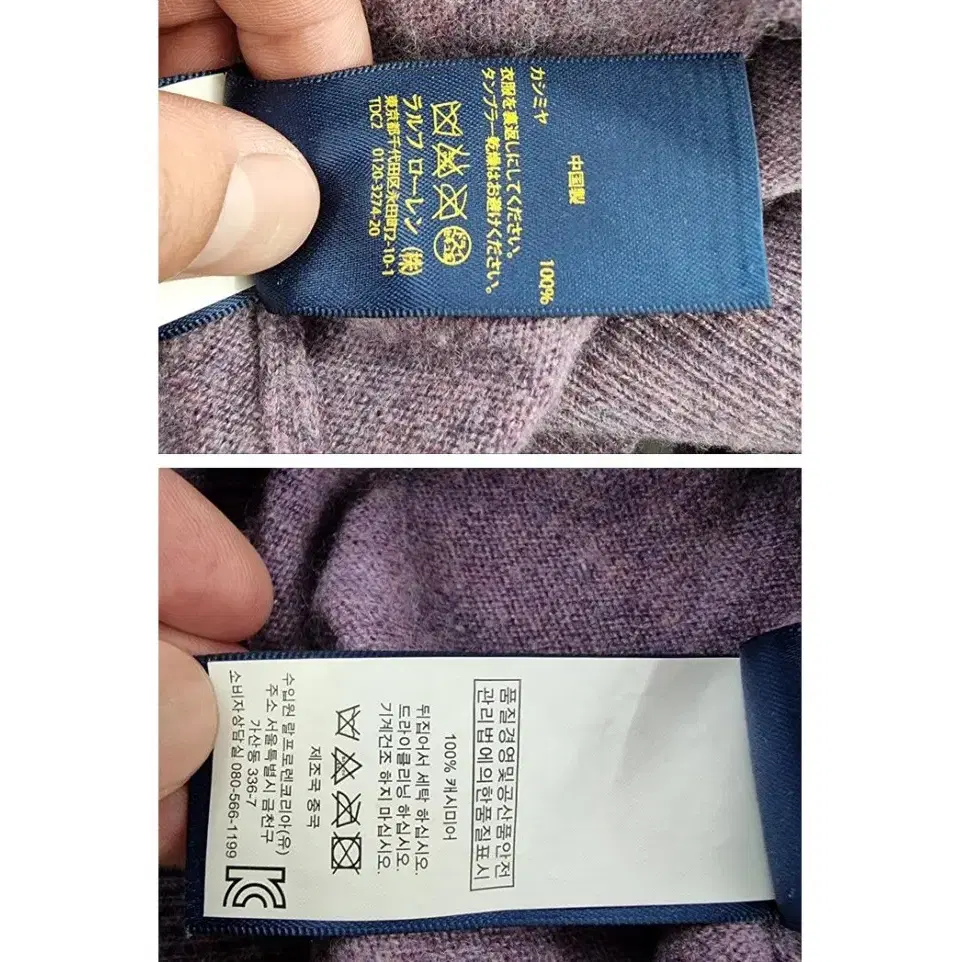 中国製
カシミヤ 100%
衣服を裏返しにしてください。
タンブラー乾燥はお避けください。
ラルフ ローレン (株)
東京都千代田区永田町2-10-1
TDC2 0120-3274-20
품질경영및공산품안전
관리법에의한품질표시
100% 캐시미어
뒤집어서 세탁 하십시오.
드라이클리닝 하십시오.
기계건조 하지 마십시오.
제조국 중국
수입원 랄프로렌코리아(유)
주소 서울특별시 금천구
가산동 336-7
소비자상담실 080-566-1199